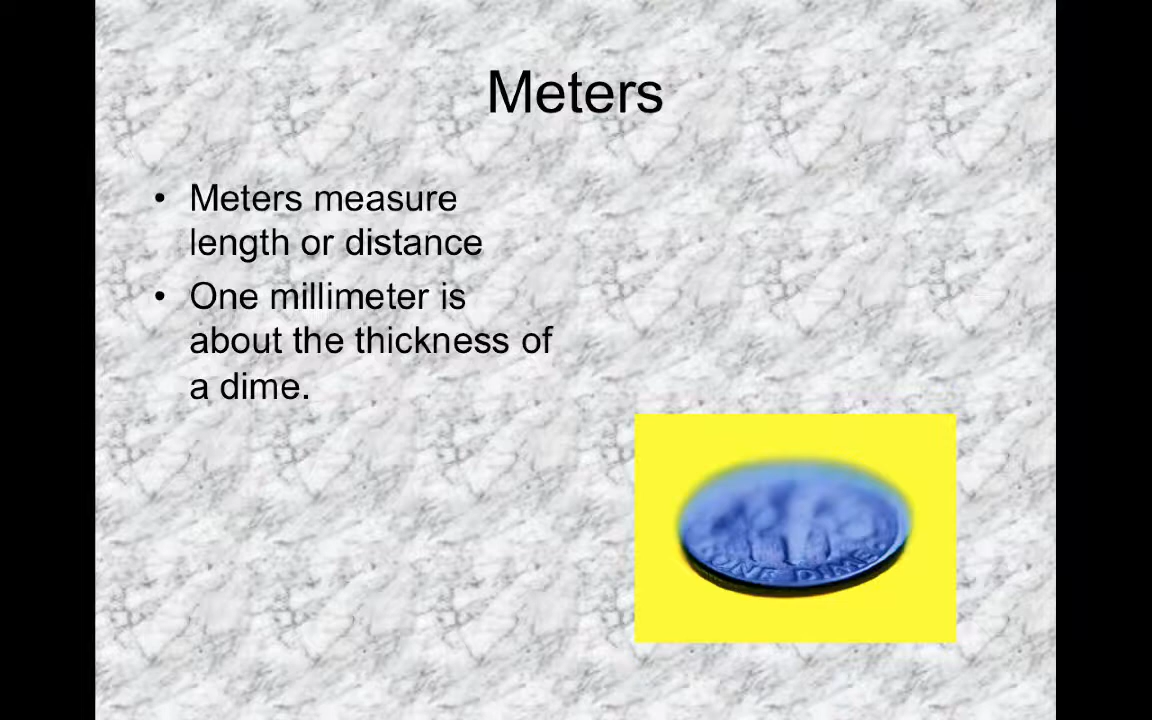 Meters
• Meters measure
length or distance
• One millimeter is
about the thickness of
a dime.
ONE DIME